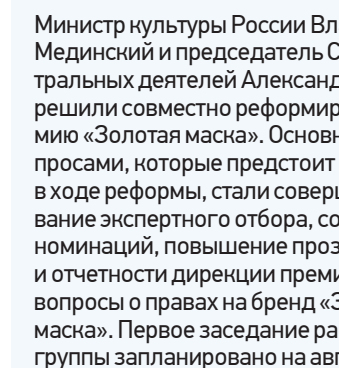 Министр культуры России Вл
Мединский и председатель С
тральных деятелей Александ
решили совместно реформир
мию «Золотая маска». Основн
просами, которые предстоит
в ходе реформы, стали соверш
вание экспертного отбора, со
номинаций, повышение проз
и отчетности дирекции преми
вопросы о правах на бренд «З
маска». Первое заседание ра
группы запланировано на авг